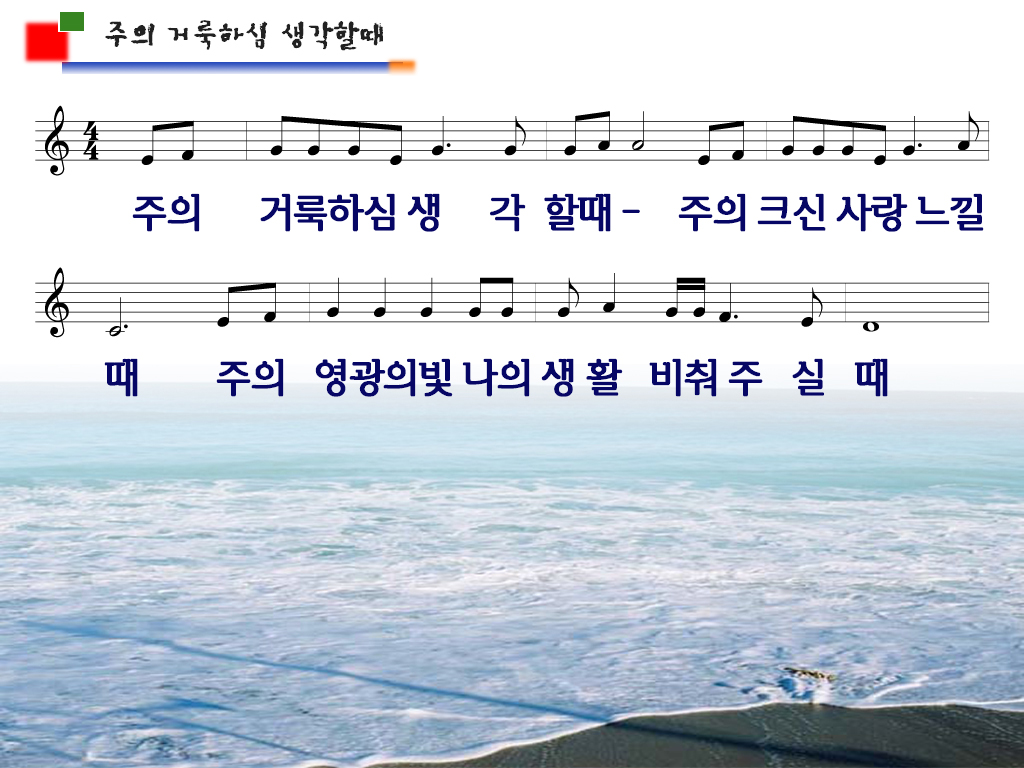 주의 거룩하심 생각할때
4
4
주의 거룩하심 생 각 할때 - 주의 크신 사랑 느낄
때 주의 영광의빛 나의 생 활 비춰 주 실 때